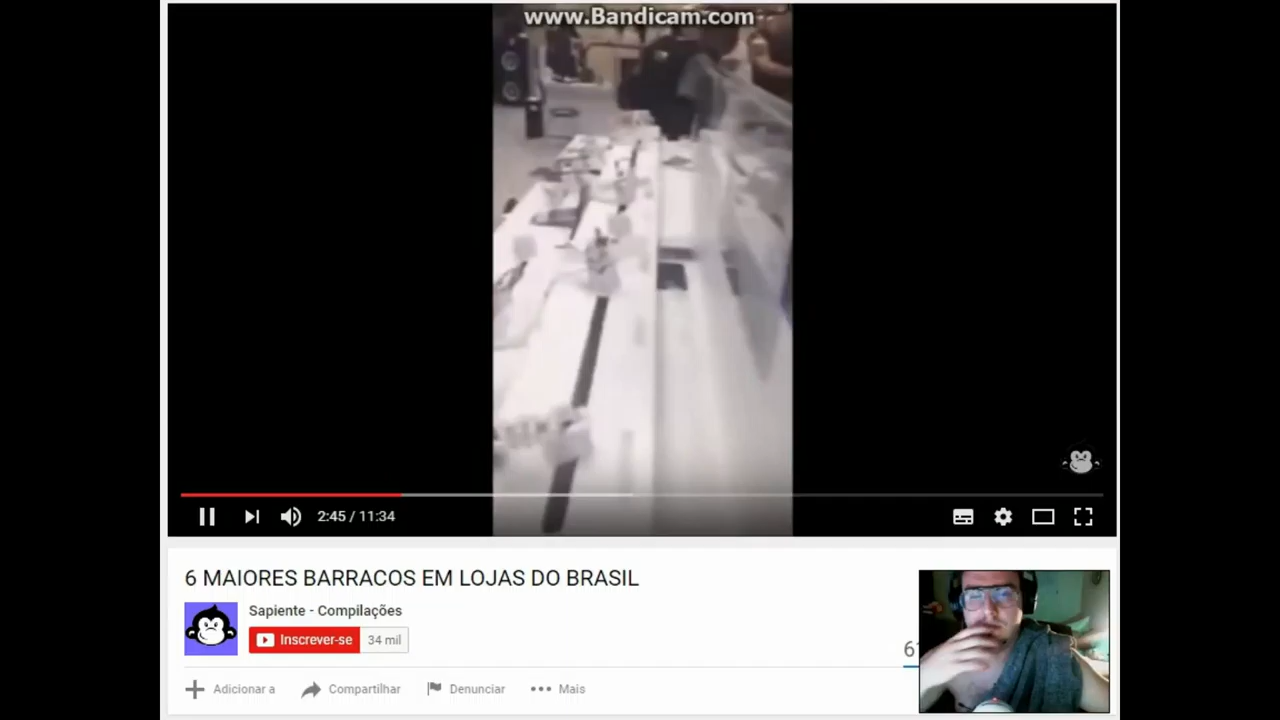 www.Bandicam.com
2:45 / 11:34
6 MAIORES BARRACOS EM LOJAS DO BRASIL
Sapiente - Compilações
Inscrever-se 34 mil
Adicionar a Compartilhar Denunciar Mais